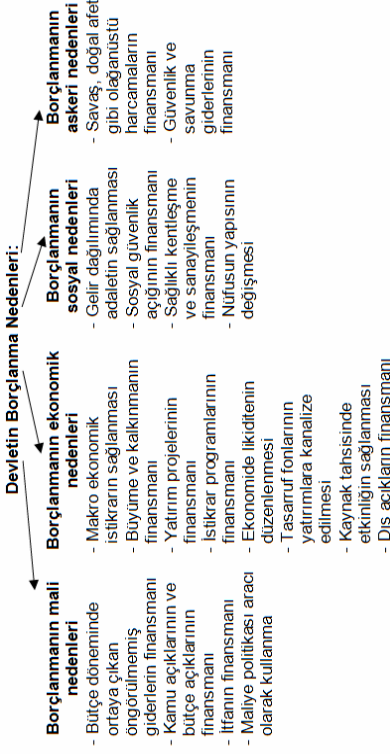 Devletin Borçlanma Nedenleri:
Borçlanmanın mali
nedenleri
- Bütçe döneminde
ortaya çıkan
öngörülmemiş
giderlerin finansmanı
- Kamu açıklarının ve
bütçe açıklarının
finansmanı
- İtfanın finansmanı
- Maliye politikası aracı
olarak kullanma
Borçlanmanın ekonomik
nedenleri
- Makro ekonomik
istikrarın sağlanması
- Büyüme ve kalkınmanın
finansmanı
- Yatırım projelerinin
finansmanı
- İstikrar programlarının
finansmanı
- Ekonomide likiditenin
düzenlenmesi
- Tasarruf fonlarının
yatırımlara kanalize
edilmesi
- Kaynak tahsisinde
etkinliğin sağlanması
- Dış açıkların finansmanı
Borçlanmanın
sosyal nedenleri
- Gelir dağılımında
adaletin sağlanması
- Sosyal güvenlik
açığının finansmanı
- Sağlıklı kentleşme
ve sanayileşmenin
finansmanı
- Nüfusun yapısının
değişmesi
Borçlanmanın
askeri nedenleri
- Savaş, doğal afet
gibi olağanüstü
harcamaların
finansmanı
- Güvenlik ve
savunma
giderlerinin
finansmanı